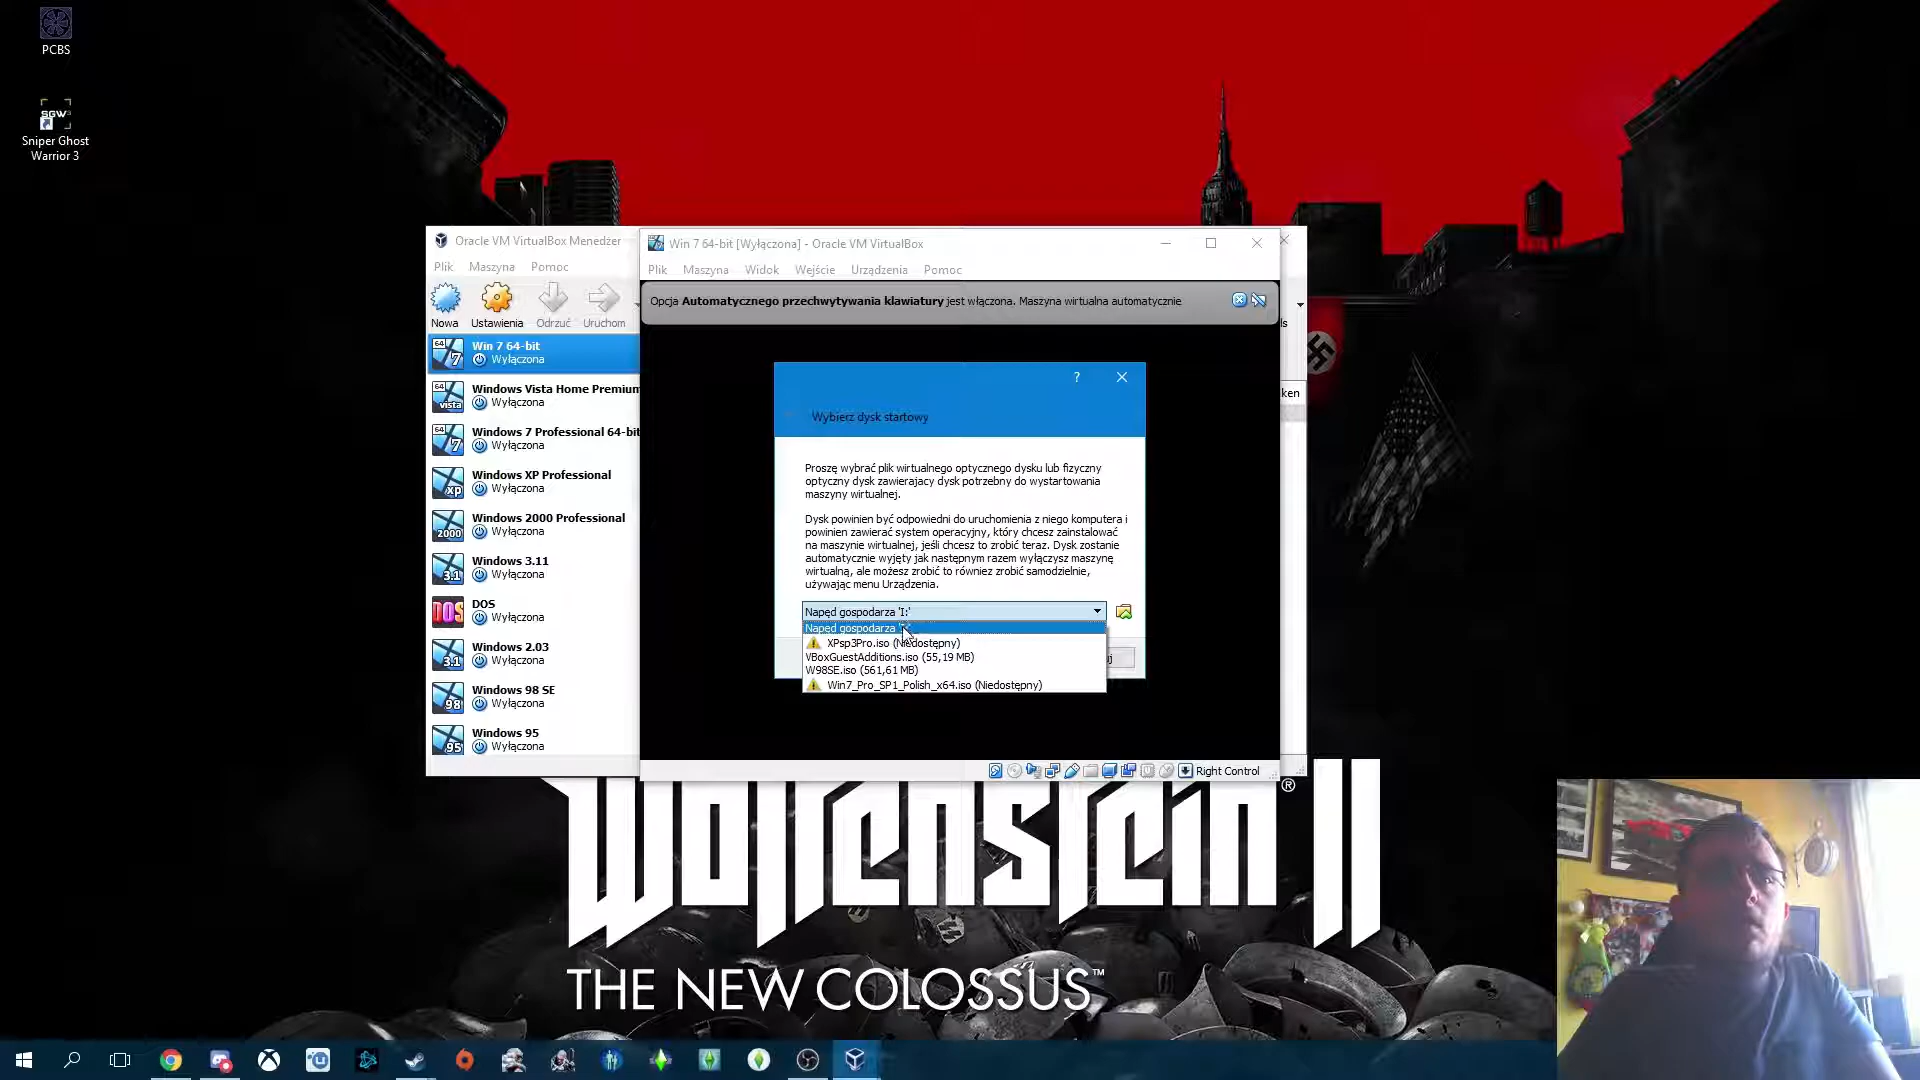 PCBS
SGW3
Sniper Ghost
Warrior 3
Oracle VM VirtualBox Menedżer
Plik Maszyna Pomoc
Nowa Ustawienia Odrzuć Uruchom
Win 7 64-bit
Wyłączona
Windows Vista Home Premium
Wyłączona
Windows 7 Professional 64-bit
Wyłączona
Windows XP Professional
Wyłączona
Windows 2000 Professional
Wyłączona
Windows 3.11
Wyłączona
DOS
Wyłączona
Windows 2.03
Wyłączona
Windows 98 SE
Wyłączona
Windows 95
Wyłączona
Win 7 64-bit [Wyłączona] - Oracle VM VirtualBox
Plik Maszyna Widok Wejście Urządzenia Pomoc
Opcja Automatycznego przechwytywania klawiatury jest włączona. Maszyna wirtualna automatycznie
Wybierz dysk startowy
Proszę wybrać plik wirtualnego optycznego dysku lub fizyczny
optyczny dysk zawierajacy dysk potrzebny do wystartowania
maszyny wirtualnej.
Dysk powinien być odpowiedni do uruchomienia z niego komputera i
powinien zawierać system operacyjny, który chcesz zainstalować
na maszynie wirtualnej, jeśli chcesz to zrobić teraz. Dysk zostanie
automatycznie wyjęty jak następnym razem wyłączysz maszynę
wirtualną, ale możesz zrobić to równiez zrobić samodzielnie,
używając menu Urządzenia.
Napęd gospodarza 'I:'
Napęd gospodarza
XPsp3Pro.iso (Niedostępny)
VBoxGuestAdditions.iso (55,19 MB)
W98SE.iso (561,61 MB)
Win7_Pro_SP1_Polish_x64.iso (Niedostępny)
Right Control
Wolfenstein II ®
THE NEW COLOSSUS™